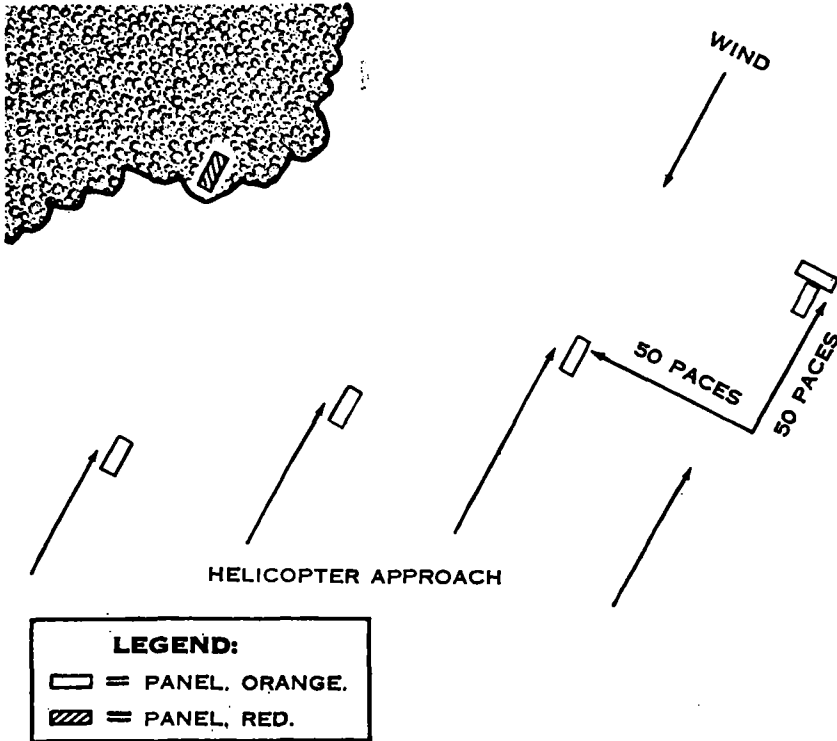 WIND
50 PACES
50 PACES
HELICOPTER APPROACH
LEGEND:
= PANEL, ORANGE.
= PANEL, RED.